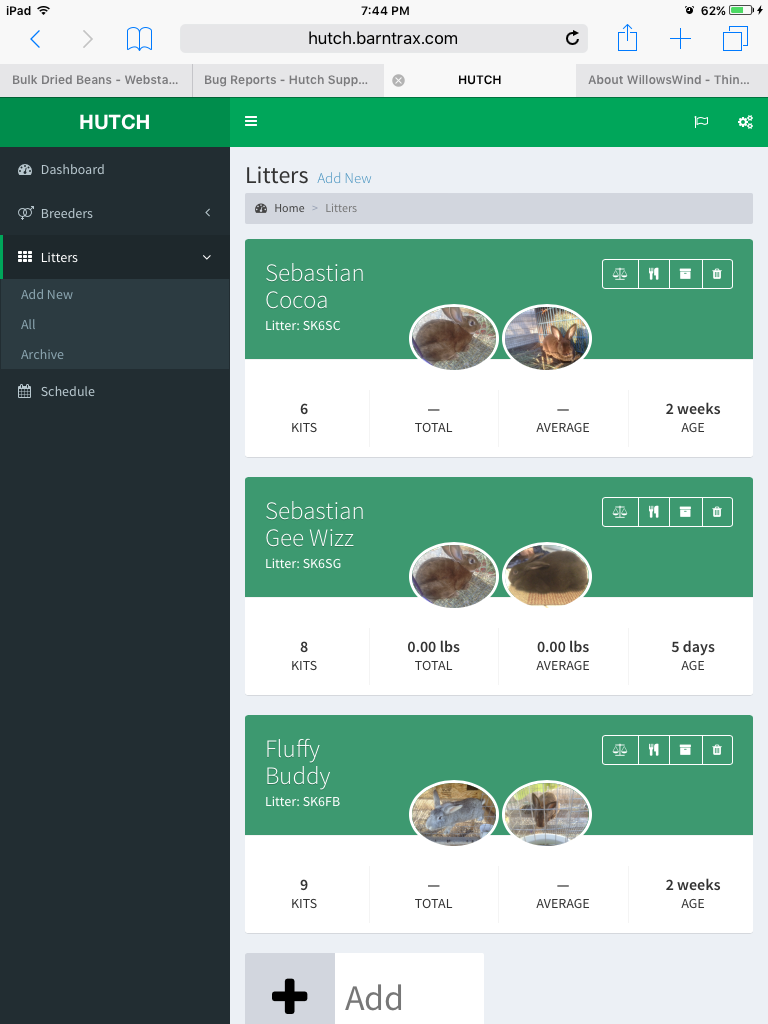 iPad 7:44 PM 62%
hutch.barntrax.com
Bulk Dried Beans - Websta... Bug Reports - Hutch Supp... HUTCH About WillowsWind - Thin...
HUTCH
Dashboard
Breeders
Litters
Add New
All
Archive
Schedule
Litters Add New
Home > Litters
Sebastian
Cocoa
Litter: SK6SC
6 — — 2 weeks
KITS TOTAL AVERAGE AGE
Sebastian
Gee Wizz
Litter: SK6SG
8 0.00 lbs 0.00 lbs 5 days
KITS TOTAL AVERAGE AGE
Fluffy
Buddy
Litter: SK6FB
9 — — 2 weeks
KITS TOTAL AVERAGE AGE
Add